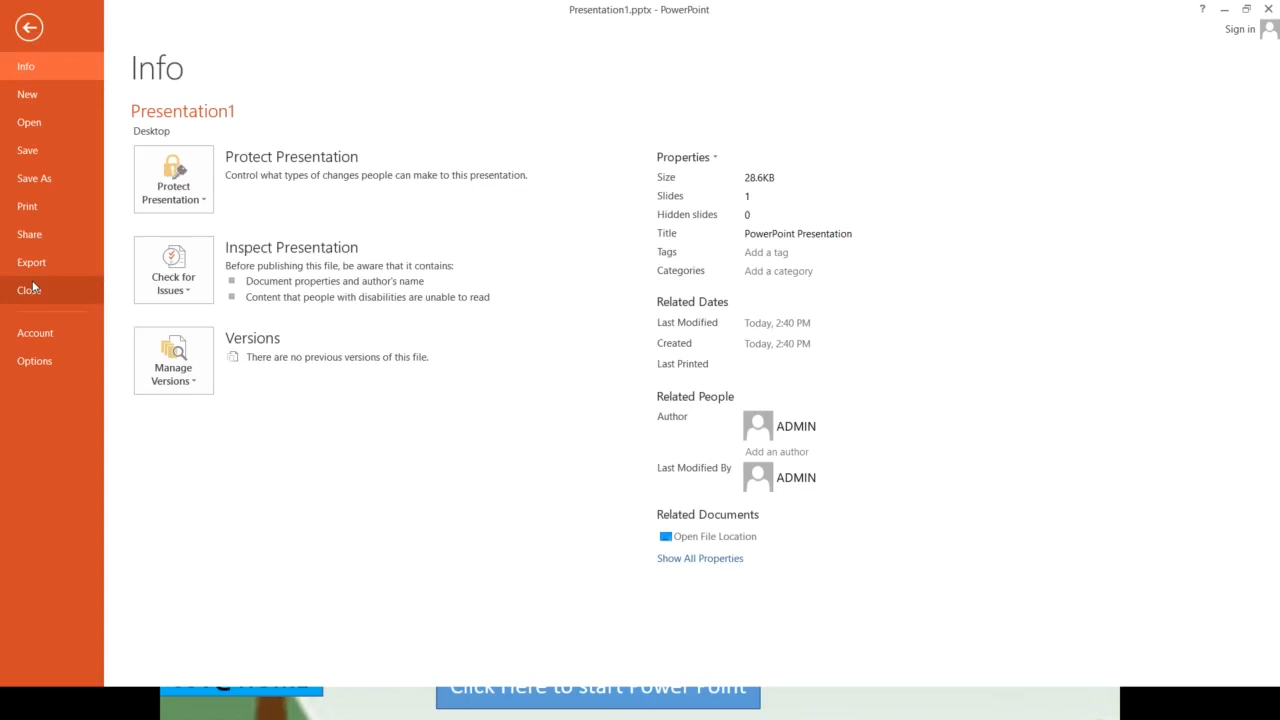 Presentation1.pptx - PowerPoint
?
Sign in
Info
New
Open
Save
Save As
Print
Share
Export
Close
Account
Options
Info
Presentation1
Desktop
Protect
Presentation
Protect Presentation
Control what types of changes people can make to this presentation.
Check for
Issues
Inspect Presentation
Before publishing this file, be aware that it contains:
Document properties and author's name
Content that people with disabilities are unable to read
Manage
Versions
Versions
There are no previous versions of this file.
Properties
Size 28.6KB
Slides 1
Hidden slides 0
Title PowerPoint Presentation
Tags Add a tag
Categories Add a category
Related Dates
Last Modified Today, 2:40 PM
Created Today, 2:40 PM
Last Printed
Related People
Author ADMIN
Add an author
Last Modified By ADMIN
Related Documents
Open File Location
Show All Properties
Click Here to start Power Point